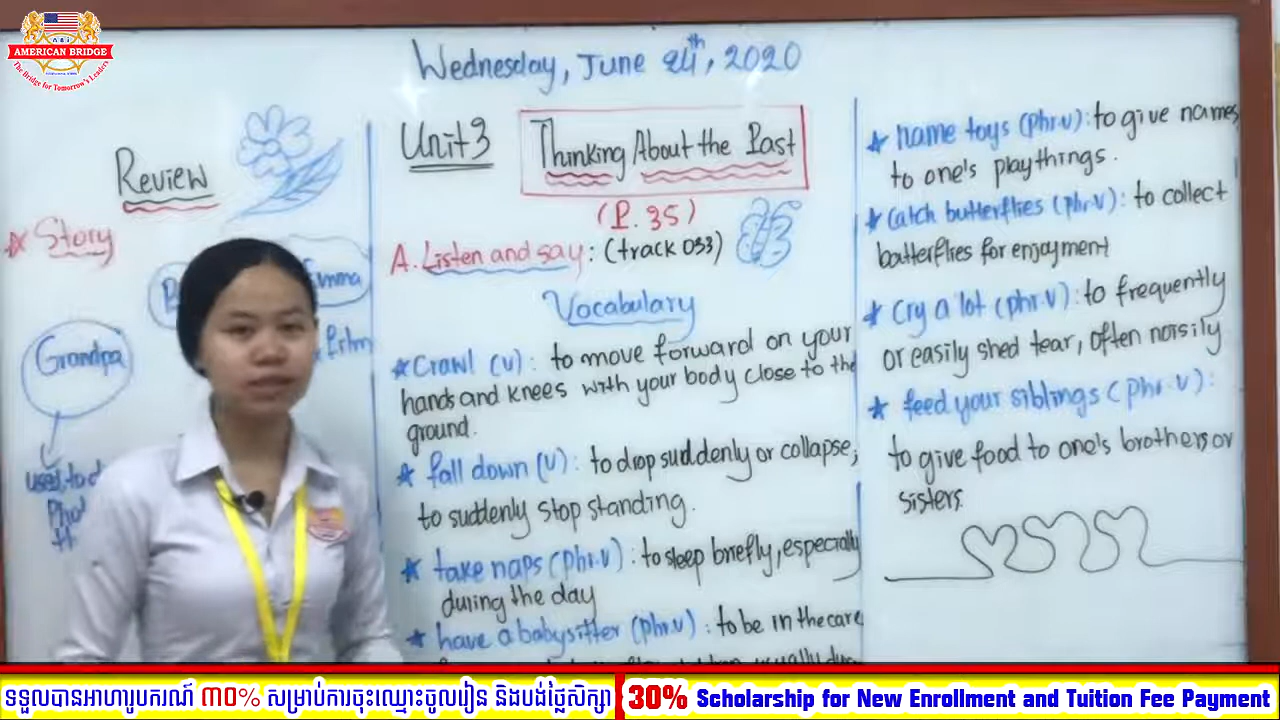 AMERICAN BRIDGE
The Bridge for Tomorrow's Leaders
Wednesday, June 24th, 2020
Review
☆ Story
Emma
Grandpa
used to d
Unit 3
Thinking About the Past
(P. 35)
A. Listen and say: (track 033)
Vocabulary
★ Crawl (v) : to move forward on your
hands and knees with your body close to the
ground.
★ fall down (v) : to drop suddenly or collapse,
to suddenly stop standing.
★ take naps (phr.v) : to sleep briefly, especially
during the day
★ have a babysitter (phr.v) : to be in the care
usually
★ name toys (phr.v) : to give names
to one's playthings.
★ Catch butterflies (phr.v) : to collect
batterflies for enjoyment
★ Cry a lot (phr.v) : to frequently
or easily shed tear, often noisily
★ feed your siblings (phr.v) :
to give food to one's brothers, or
sisters.
ទទួលបានអាហារូបករណ៍ ៣០% សម្រាប់ការចុះឈ្មោះចូលរៀន និងបង់ថ្លៃសិក្សា
30% Scholarship for New Enrollment and Tuition Fee Payment